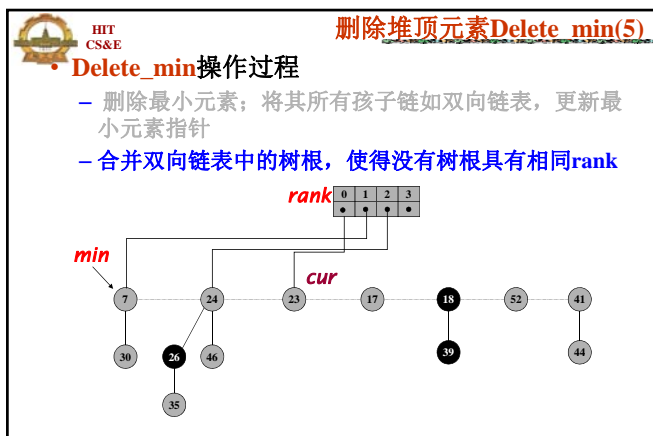 HIT
CS&E
删除堆顶元素Delete_min(5)
• Delete_min操作过程
– 删除最小元素；将其所有孩子链如双向链表，更新最
小元素指针
– 合并双向链表中的树根，使得没有树根具有相同rank
rank 0 1 2 3
min
cur
7 24 23 17 18 52 41
30 26 46 39 44
35